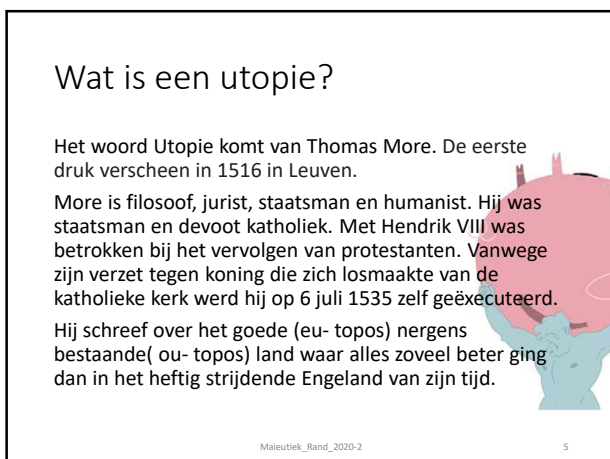 Wat is een utopie?
Het woord Utopie komt van Thomas More. De eerste
druk verscheen in 1516 in Leuven.
More is filosoof, jurist, staatsman en humanist. Hij was
staatsman en devoot katholiek. Met Hendrik VIII was
betrokken bij het vervolgen van protestanten. Vanwege
zijn verzet tegen koning die zich losmaakte van de
katholieke kerk werd hij op 6 juli 1535 zelf geëxecuteerd.
Hij schreef over het goede (eu- topos) nergens
bestaande( ou- topos) land waar alles zoveel beter ging
dan in het heftig strijdende Engeland van zijn tijd.
Maieutiek_Rand_2020-2 5